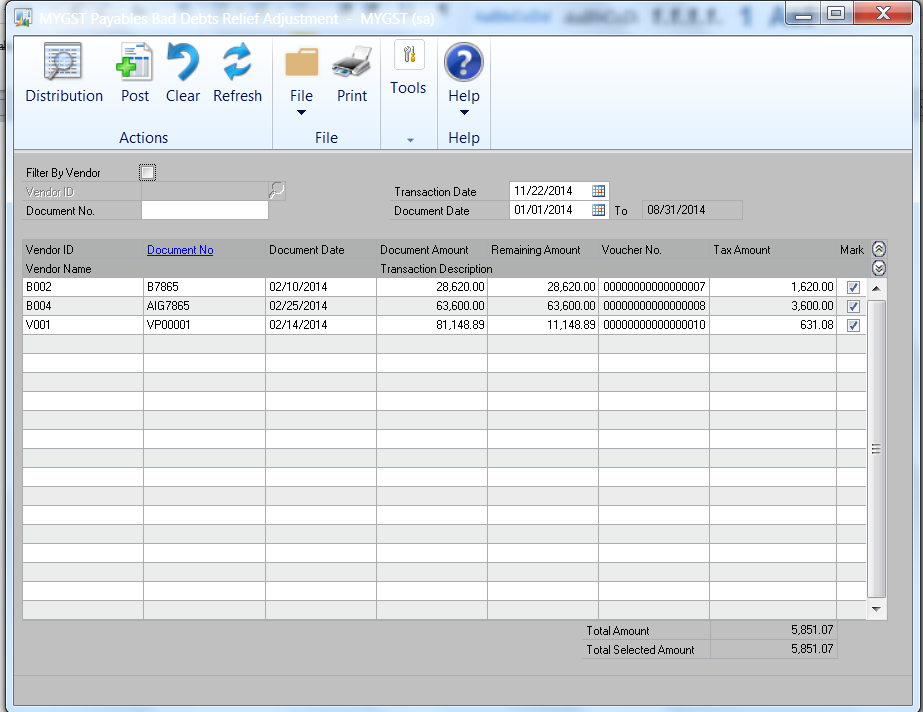 MYGST Payables Bad Debts Relief Adjustment - MYGST (sa)
Distribution Post Clear Refresh File Print Tools Help
Actions File Help
Filter By Vendor
Vendor ID Transaction Date 11/22/2014
Document No. Document Date 01/01/2014 To 08/31/2014
Vendor ID Document No Document Date Document Amount Remaining Amount Voucher No. Tax Amount Mark
Vendor Name Transaction Description
B002 B7865 02/10/2014 28,620.00 28,620.00 00000000000000007 1,620.00
B004 AIG7865 02/25/2014 63,600.00 63,600.00 00000000000000008 3,600.00
V001 VP00001 02/14/2014 81,148.89 11,148.89 00000000000000010 631.08
Total Amount 5,851.07
Total Selected Amount 5,851.07